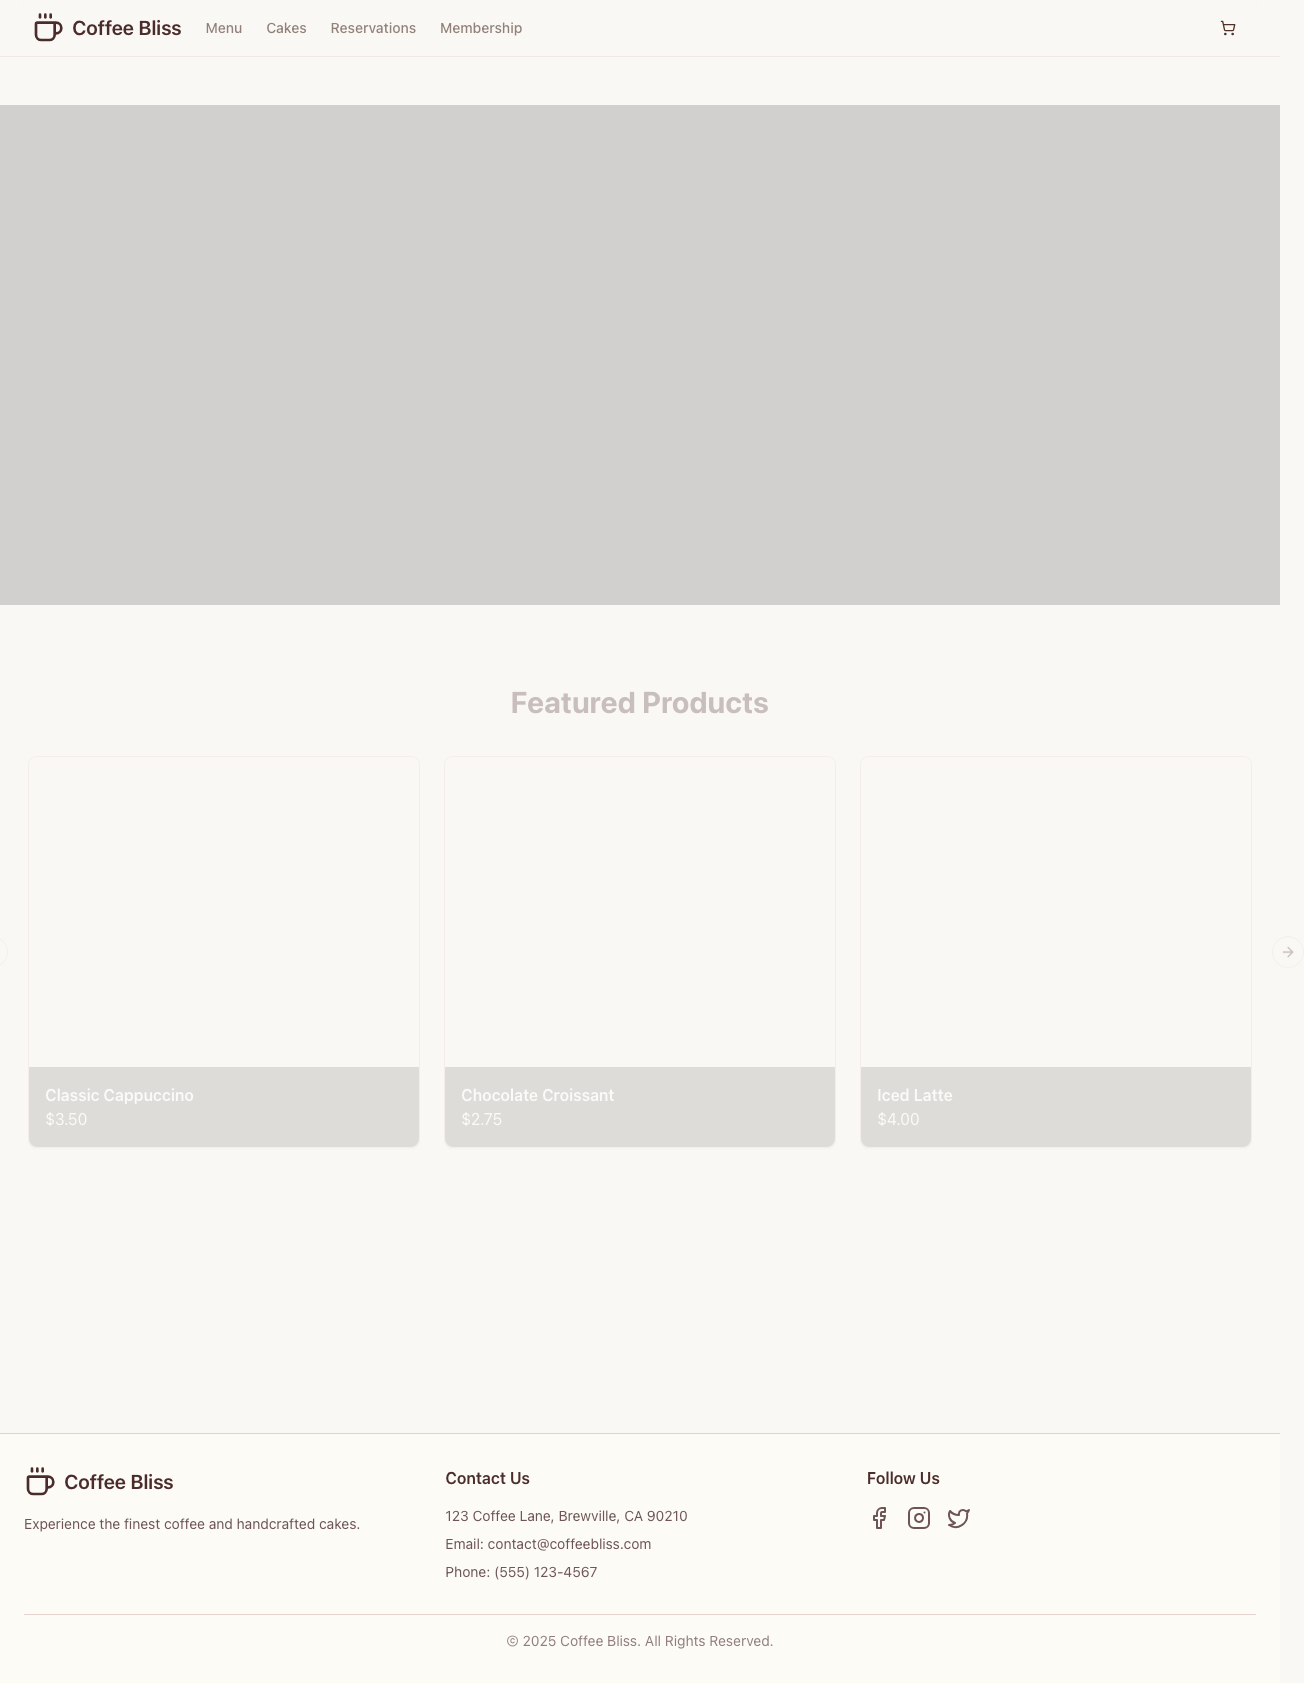 Coffee Bliss Menu Cakes Reservations Membership
Featured Products
Classic Cappuccino
$3.50
Chocolate Croissant
$2.75
Iced Latte
$4.00
Coffee Bliss
Experience the finest coffee and handcrafted cakes.
Contact Us
123 Coffee Lane, Brewville, CA 90210
Email: contact@coffeebliss.com
Phone: (555) 123-4567
Follow Us
© 2025 Coffee Bliss. All Rights Reserved.